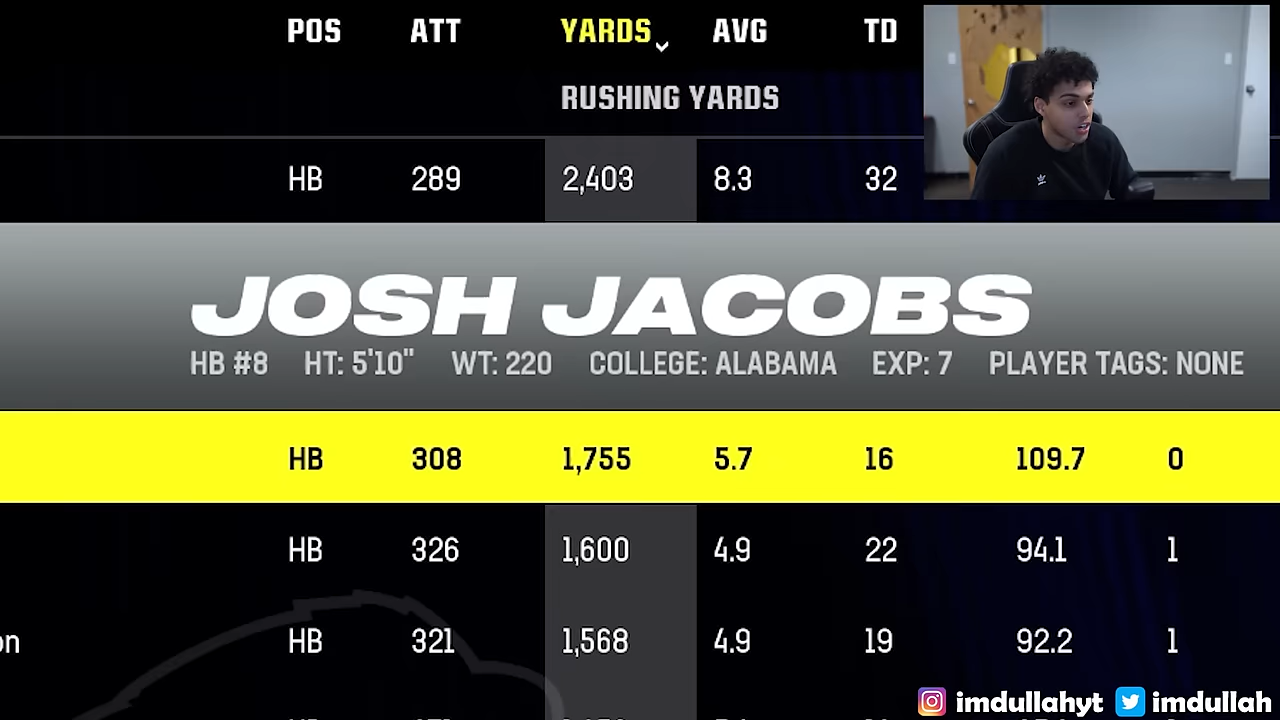 POS ATT YARDS AVG TD
RUSHING YARDS
HB 289 2,403 8.3 32
JOSH JACOBS
HB #8 HT: 5'10" WT: 220 COLLEGE: ALABAMA EXP: 7 PLAYER TAGS: NONE
HB 308 1,755 5.7 16 109.7 0
HB 326 1,600 4.9 22 94.1 1
on HB 321 1,568 4.9 19 92.2 1
imdullahyt imdullah